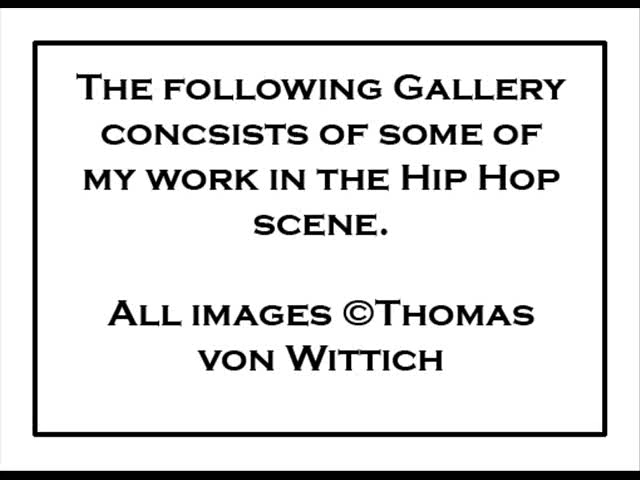 The following Gallery
concsists of some of
my work in the Hip Hop
scene.
All images ©Thomas
von Wittich